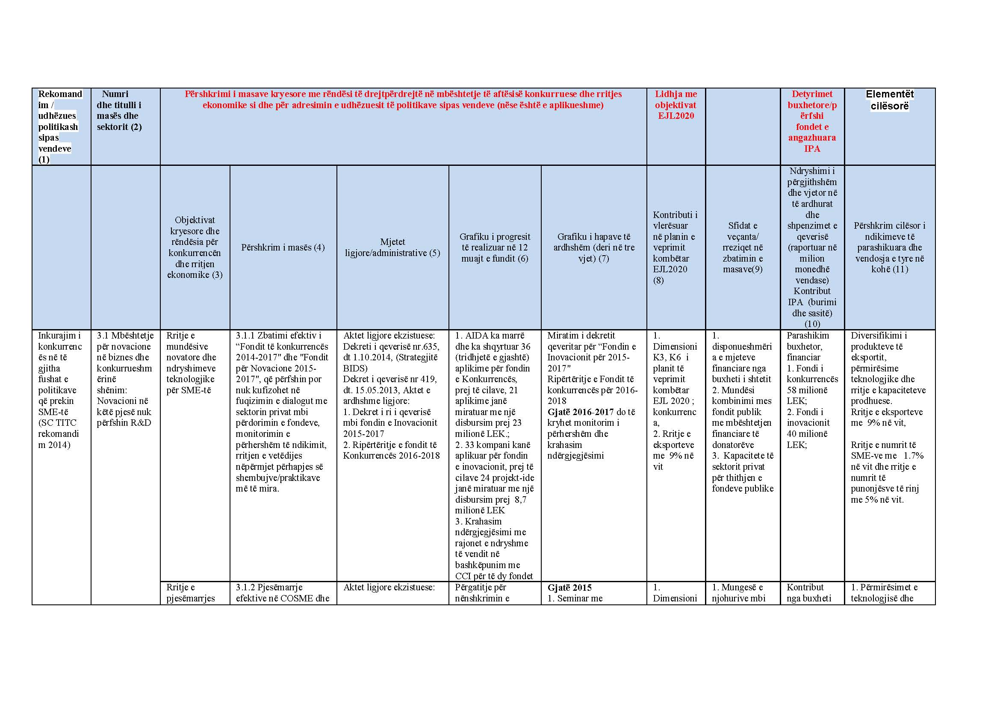 Rekomand
im /
udhëzues
politikash
sipas
vendeve
(1)
Numri
dhe titulli i
masës dhe
sektorit (2)
Përshkrimi i masave kryesore me rëndësi të drejtpërdrejtë në mbështetje të aftësisë konkurruese dhe rritjes
ekonomike si dhe për adresimin e udhëzuesit të politikave sipas vendeve (nëse është e aplikueshme)
Lidhja me
objektivat
EJL2020
Detyrimet
buxhetore/p
ërfshi
fondet e
angazhuara
IPA
Elementët
cilësorë
Objektivat
kryesore dhe
rëndësia për
konkurrencën
dhe rritjen
ekonomike (3)
Përshkrim i masës (4)
Mjetet
ligjore/administrative (5)
Grafiku i progresit
të realizuar në 12
muajt e fundit (6)
Grafiku i hapave të
ardhshëm (deri në tre
vjet) (7)
Kontributi i
vlerësuar
në planin e
veprimit
kombëtar
EJL2020
(8)
Sfidat e
veçanta/
rreziqet në
zbatimin e
masave(9)
Ndryshimi i
përgjithshëm
dhe vjetor në
të ardhurat
dhe
shpenzimet e
qeverisë
(raportuar në
milion
monedhë
vendase)
Kontribut
IPA (burimi
dhe sasitë)
(10)
Përshkrim cilësor i
ndikimeve të
parashikuara dhe
vendosja e tyre në
kohë (11)
Inkurajim i
konkurrenc
ës në të
gjitha
fushat e
politikave
që prekin
SME-të
(SC TITC
rekomandi
m 2014)
3.1 Mbështetje
për novacione
në biznes dhe
konkurrueshm
ërinë
shënim:
Novacioni në
këtë pjesë nuk
përfshin R&D
Rritje e
mundësive
novatore dhe
ndryshimeve
teknologjike
për SME-të
3.1.1 Zbatimi efektiv i
“Fondit të konkurrencës
2014-2017" dhe "Fondit
për Novacione 2015-
2017", që përfshin por
nuk kufizohet në
fuqizimin e dialogut me
sektorin privat mbi
përdorimin e fondeve,
monitorimin e
përhershëm të ndikimit,
rritjen e vetëdijes
nëpërmjet përhapjes së
shembujve/praktikave
më të mira.
Aktet ligjore ekzistuese:
Dekreti i qeverisë nr.635,
dt 1.10.2014, (Strategjitë
BIDS)
Dekret i qeverisë nr 419,
dt. 15.05.2013, Aktet e
ardhshme ligjore:
1. Dekret i ri i qeverisë
mbi fondin e Inovacionit
2015-2017
2. Ripërtëritje e fondit të
Konkurrencës 2016-2018
1. AIDA ka marrë
dhe ka shqyrtuar 36
(tridhjetë e gjashtë)
aplikime për fondin
e Konkurrencës,
prej të cilave, 21
aplikime janë
miratuar me një
disbursim prej 23
milionë LEK.;
2. 33 kompani kanë
aplikuar për fondin
e inovacionit, prej të
cilave 24 projekt-ide
janë miratuar me një
disbursim prej 8,7
milionë LEK
3. Krahasim
ndërgjegjësimi me
rajonet e ndryshme
të vendit në
bashkëpunim me
CCI për të dy fondet
Miratim i dekretit
qeveritar për “Fondin e
Inovacionit për 2015-
2017"
Ripërtëritje e Fondit të
konkurrencës për 2016-
2018
Gjatë 2016-2017 do të
kryhet monitorim i
përhershëm dhe
krahasim
ndërgjegjësimi
1.
Dimensioni
K3, K6 i
planit të
veprimit
kombëtar
EJL 2020 ;
konkurrenc
a,
2. Rritje e
eksporteve
me 9% në
vit
1.
disponueshmëri
a e mjeteve
financiare nga
buxheti i shtetit
2. Mundësi
kombinimi mes
fondit publik
me mbështetjen
financiare të
donatorëve
3. Kapacitete të
sektorit privat
për thithjen e
fondeve publike
Parashikim
buxhetor,
financiar
1. Fondi i
konkurrencës
58 milionë
LEK;
2. Fondi i
inovacionit
40 milionë
LEK;
Diversifikimi i
produkteve të
eksportit,
përmirësime
teknologjike dhe
rritje e kapaciteteve
prodhuese.
Rritje e eksporteve
me 9% në vit,
Rritje e numrit të
SME-ve me 1.7%
në vit dhe rritje e
numrit të
punonjësve të rinj
me 5% në vit.
Rritje e
pjesëmarrjes
3.1.2 Pjesëmarrje
efektive në COSME dhe
Aktet ligjore ekzistuese:
Përgatitje për
nënshkrimin e
Gjatë 2015
1. Seminar me
1.
Dimensioni
1. Mungesë e
njohurive mbi
Kontribut
nga buxheti
1. Përmirësimet e
teknologjisë dhe